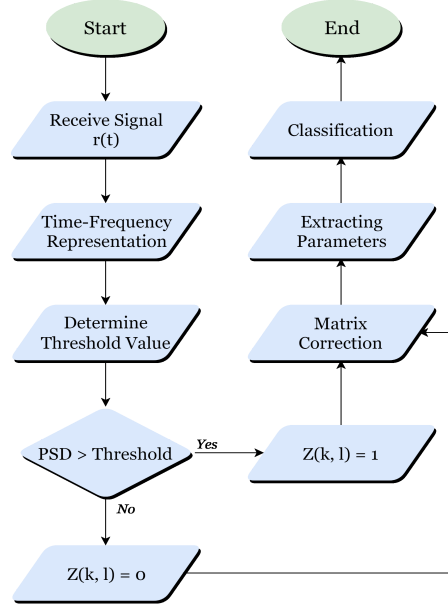 Start
Receive Signal
r(t)
Time-Frequency
Representation
Determine
Threshold Value
PSD > Threshold
Yes
No
Z(k, l) = 0
Z(k, l) = 1
Matrix
Correction
Extracting
Parameters
Classification
End